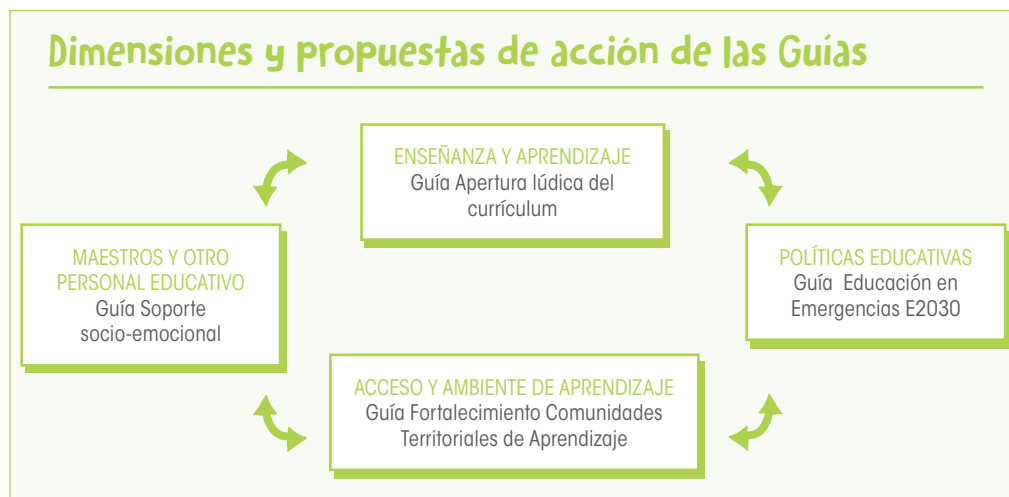 Dimensiones y propuestas de acción de las Guías
ENSEÑANZA Y APRENDIZAJE
Guía Apertura lúdica del
currículum
MAESTROS Y OTRO
PERSONAL EDUCATIVO
Guía Soporte
socio-emocional
POLÍTICAS EDUCATIVAS
Guía Educación en
Emergencias E2030
ACCESO Y AMBIENTE DE APRENDIZAJE
Guía Fortalecimiento Comunidades
Territoriales de Aprendizaje